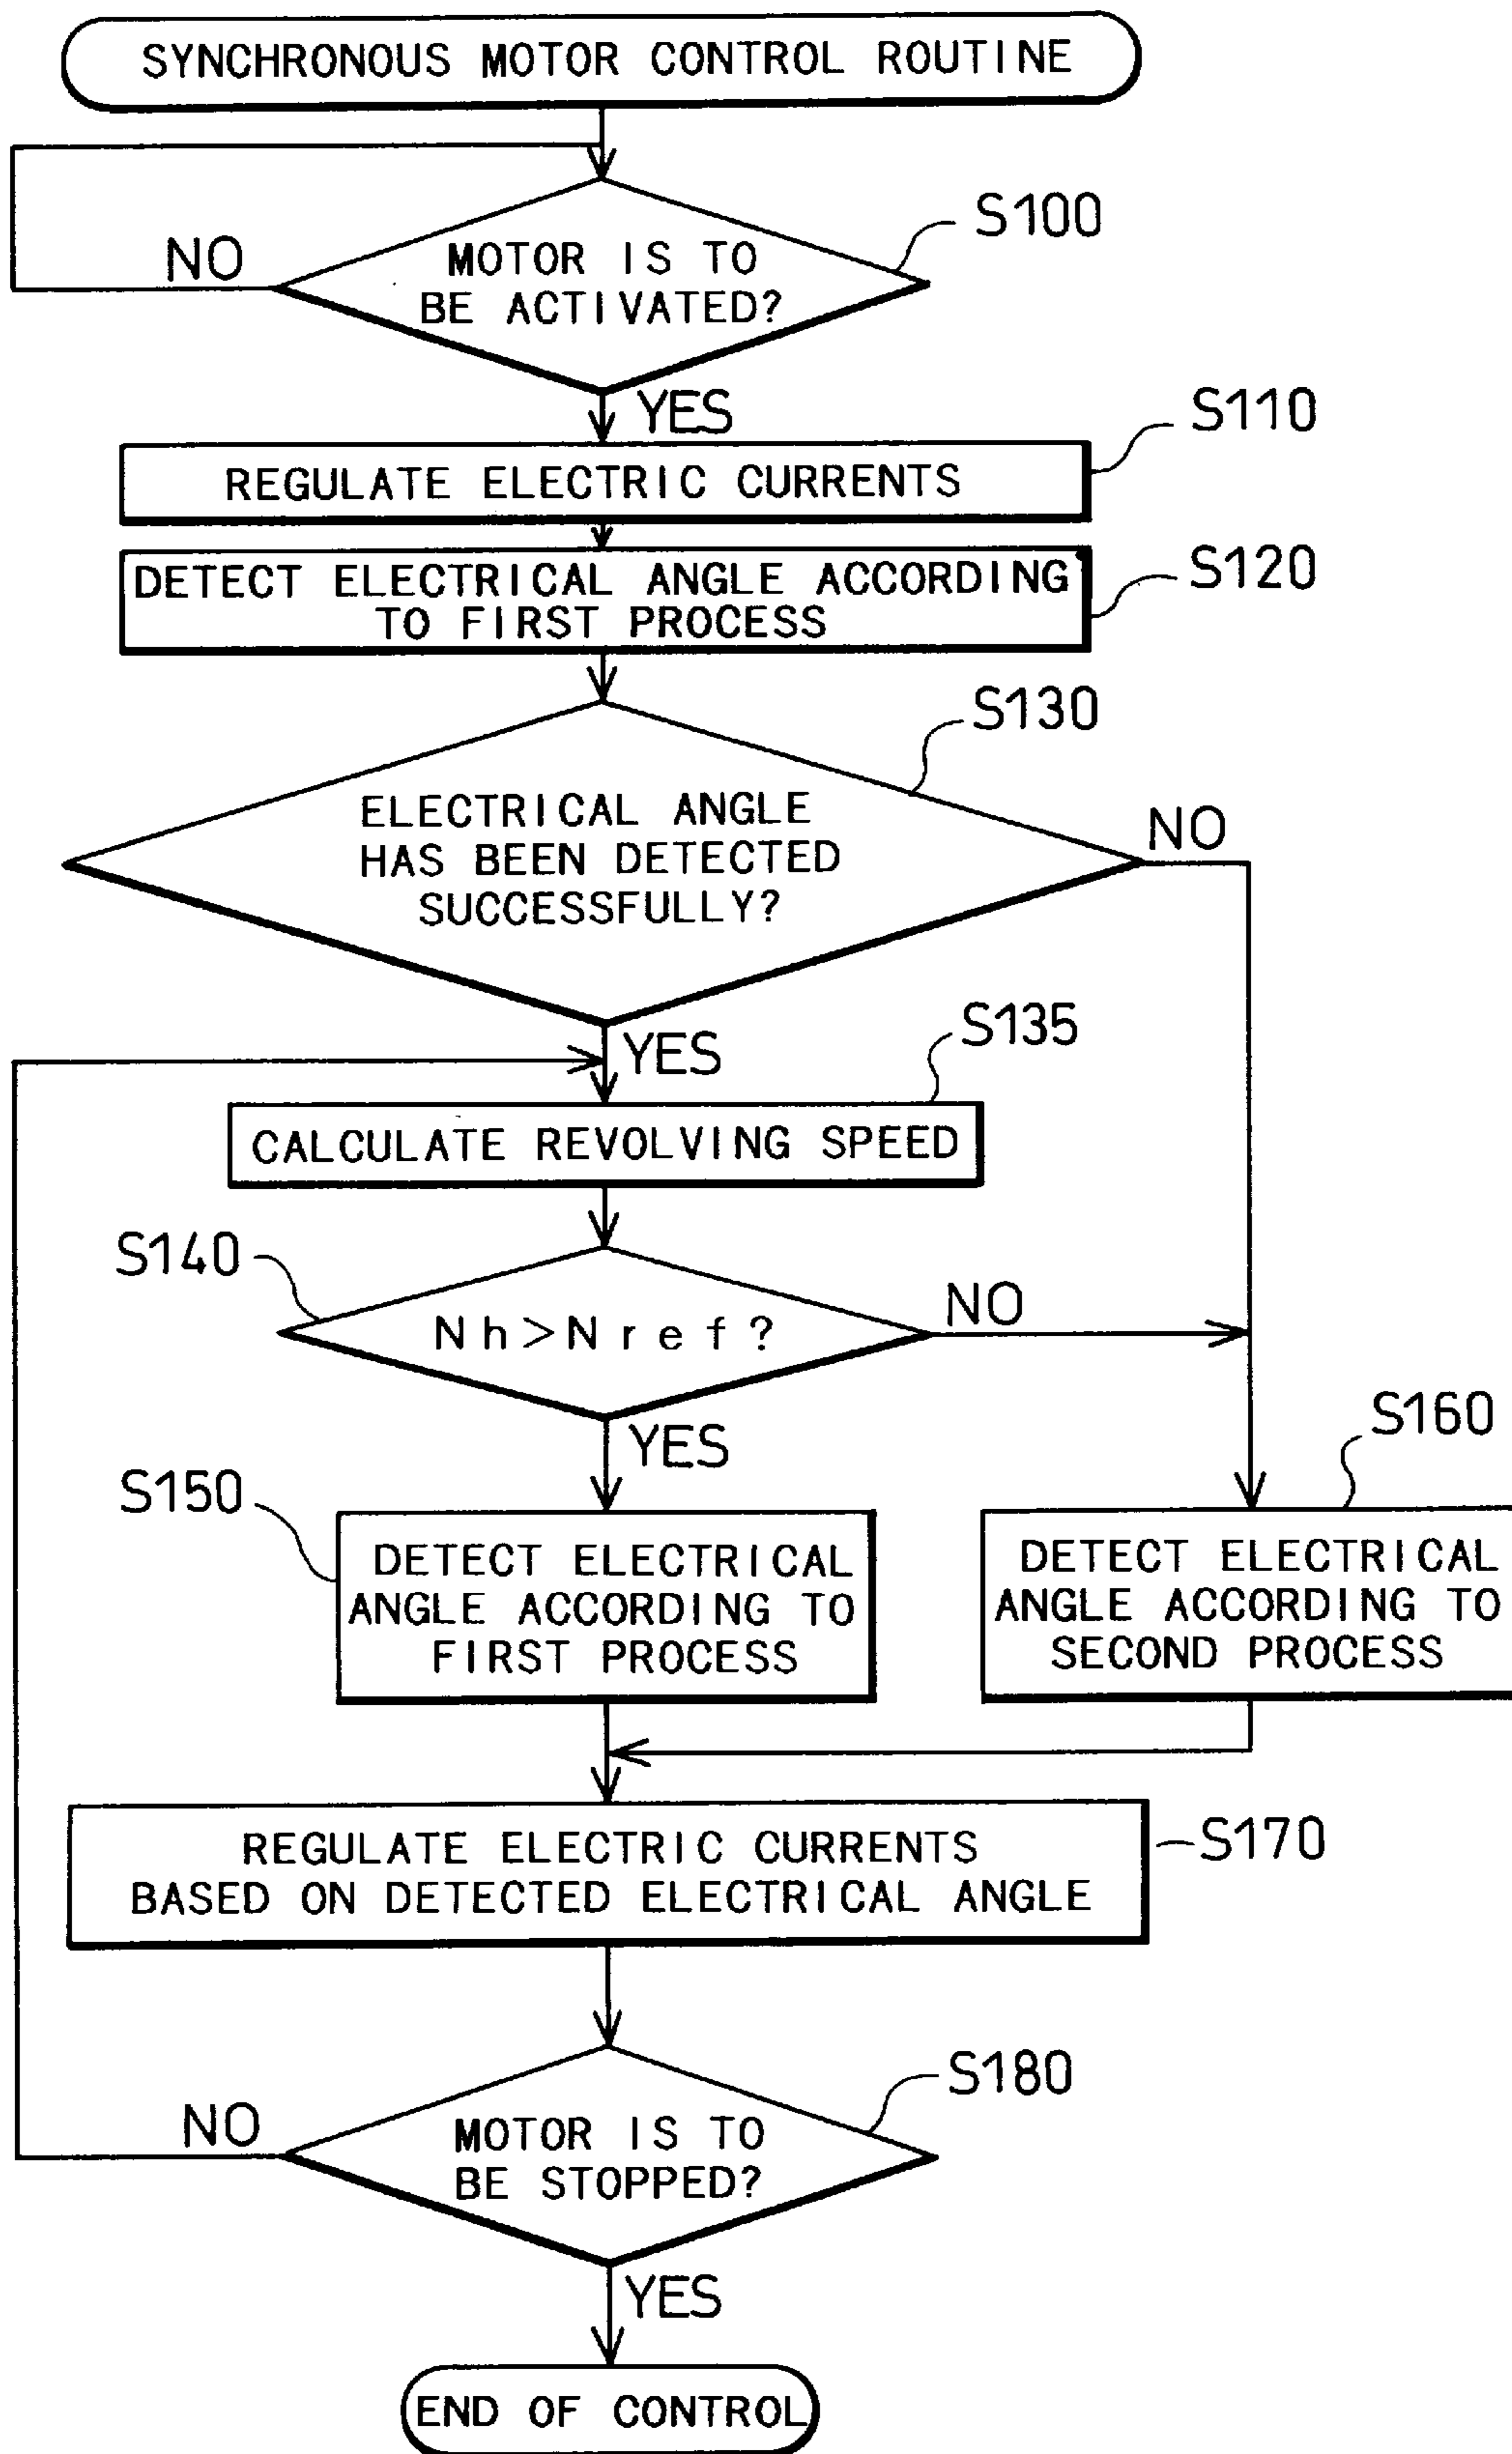 SYNCHRONOUS MOTOR CONTROL ROUTINE
S100
NO
MOTOR IS TO
BE ACTIVATED?
YES
S110
REGULATE ELECTRIC CURRENTS
S120
DETECT ELECTRICAL ANGLE ACCORDING
TO FIRST PROCESS
S130
ELECTRICAL ANGLE
HAS BEEN DETECTED
SUCCESSFULLY?
NO
YES
S135
CALCULATE REVOLVING SPEED
S140
Nh>Nref?
NO
YES
S150
DETECT ELECTRICAL
ANGLE ACCORDING TO
FIRST PROCESS
S160
DETECT ELECTRICAL
ANGLE ACCORDING TO
SECOND PROCESS
S170
REGULATE ELECTRIC CURRENTS
BASED ON DETECTED ELECTRICAL ANGLE
S180
NO
MOTOR IS TO
BE STOPPED?
YES
END OF CONTROL